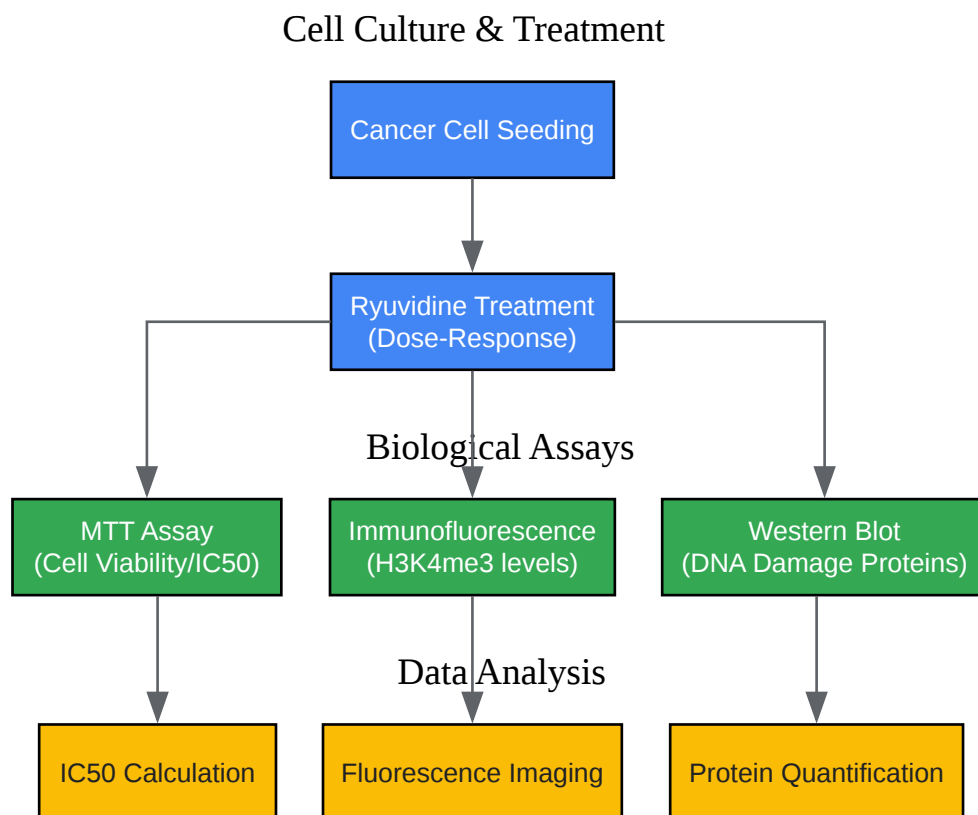 Cell Culture & Treatment
Cancer Cell Seeding
Ryuvidine Treatment
(Dose-Response)
Biological Assays
MTT Assay
(Cell Viability/IC50)
Immunofluorescence
(H3K4me3 levels)
Western Blot
(DNA Damage Proteins)
Data Analysis
IC50 Calculation
Fluorescence Imaging
Protein Quantification